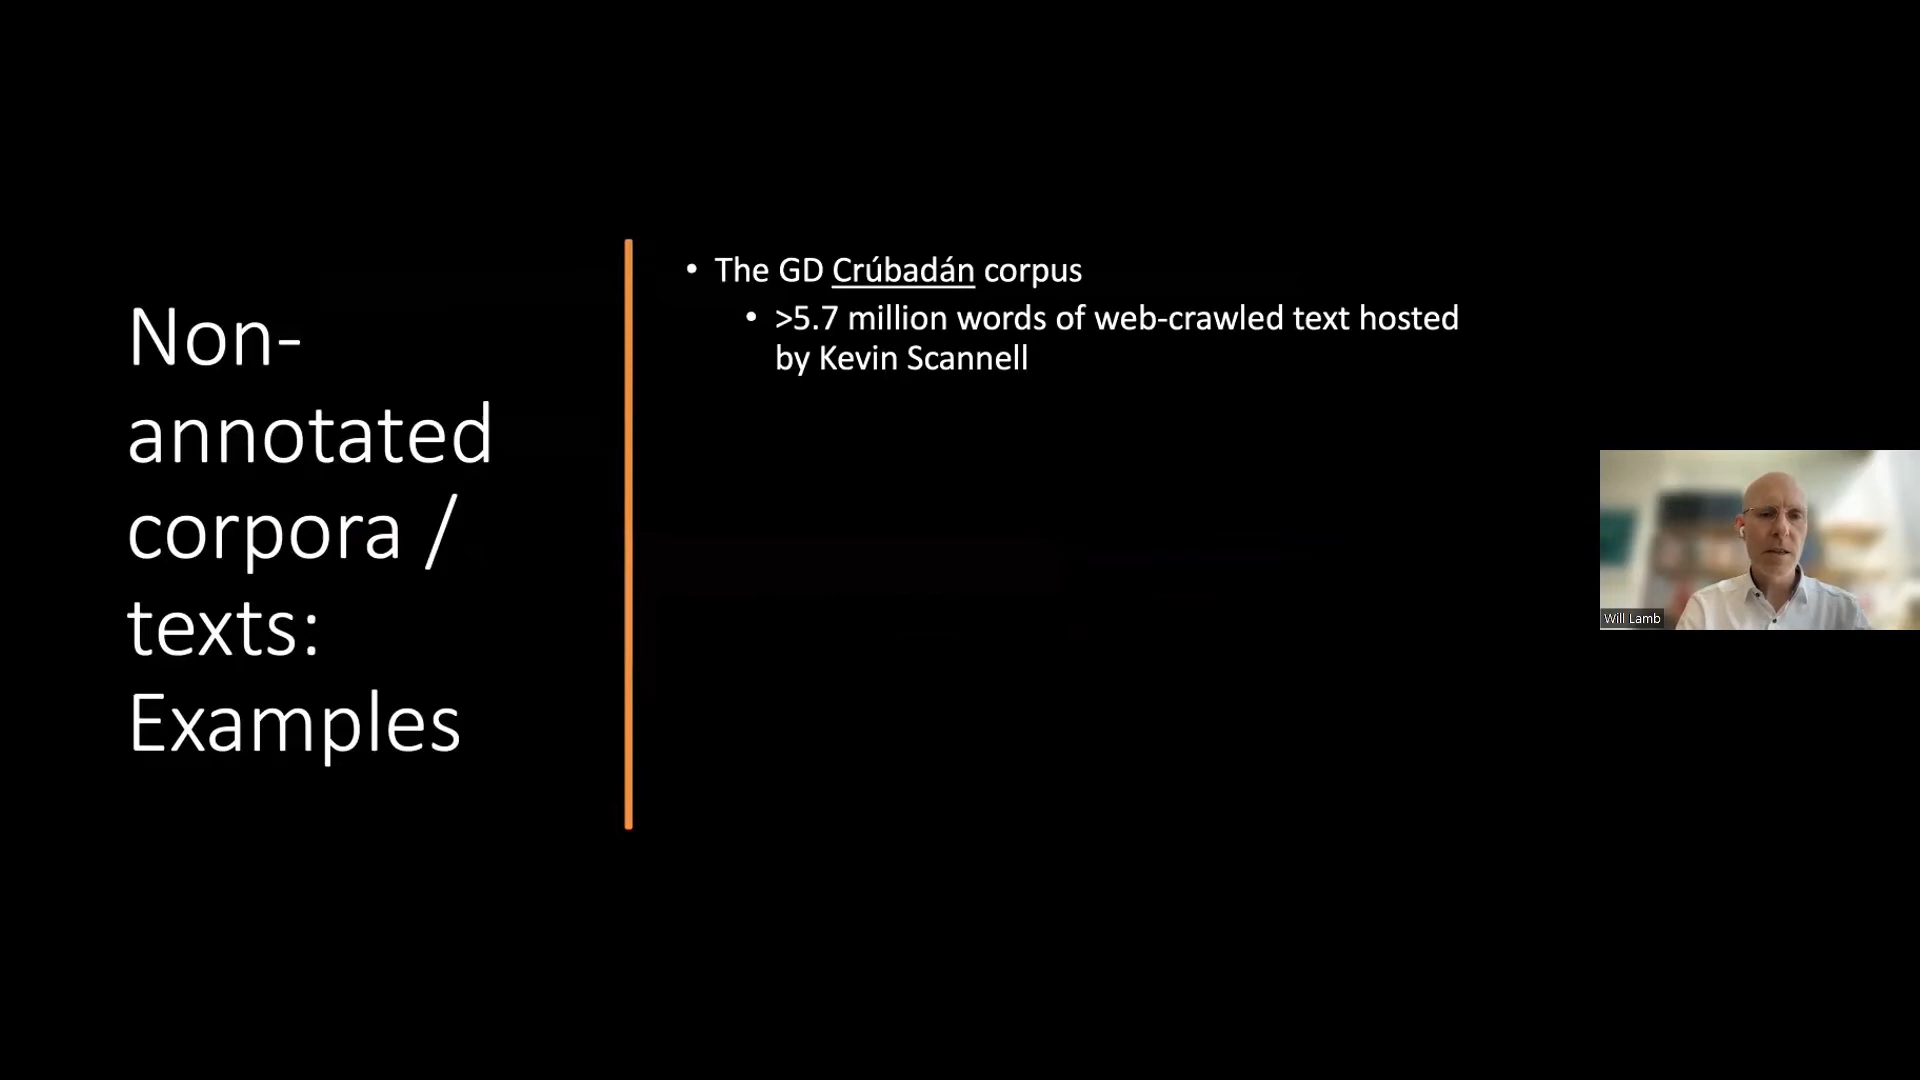 Non-
annotated
corpora /
texts:
Examples
• The GD Crúbadán corpus
• >5.7 million words of web-crawled text hosted
by Kevin Scannell
Will Lamb